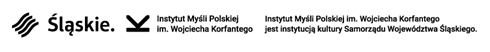 Śląskie.
Instytut Myśli Polskiej
im. Wojciecha Korfantego
Instytut Myśli Polskiej im. Wojciecha Korfantego
jest instytucją kultury Samorządu Województwa Śląskiego.